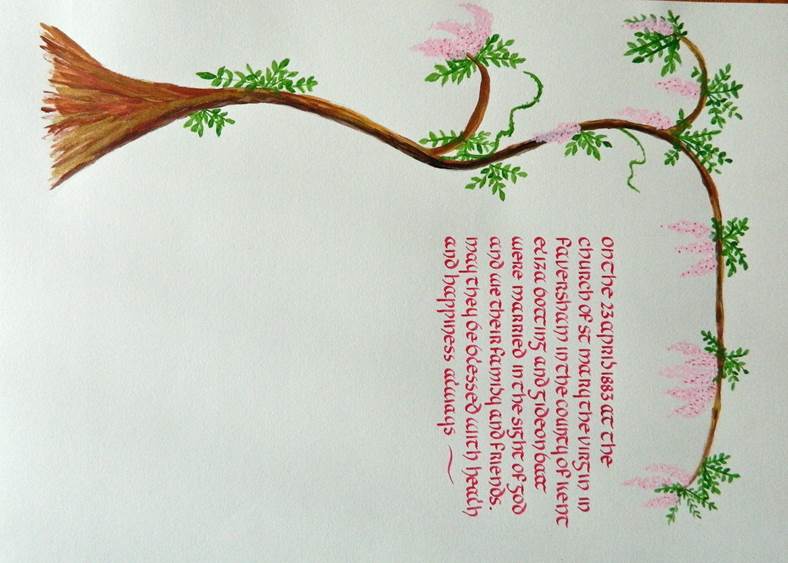 on the 23 april 1883 at the
church of st mary the virgin in
faversham in the county of kent
eliza botting and gideon batt
were married in the sight of god
and we their family and friends.
may they be blessed with health
and happiness always